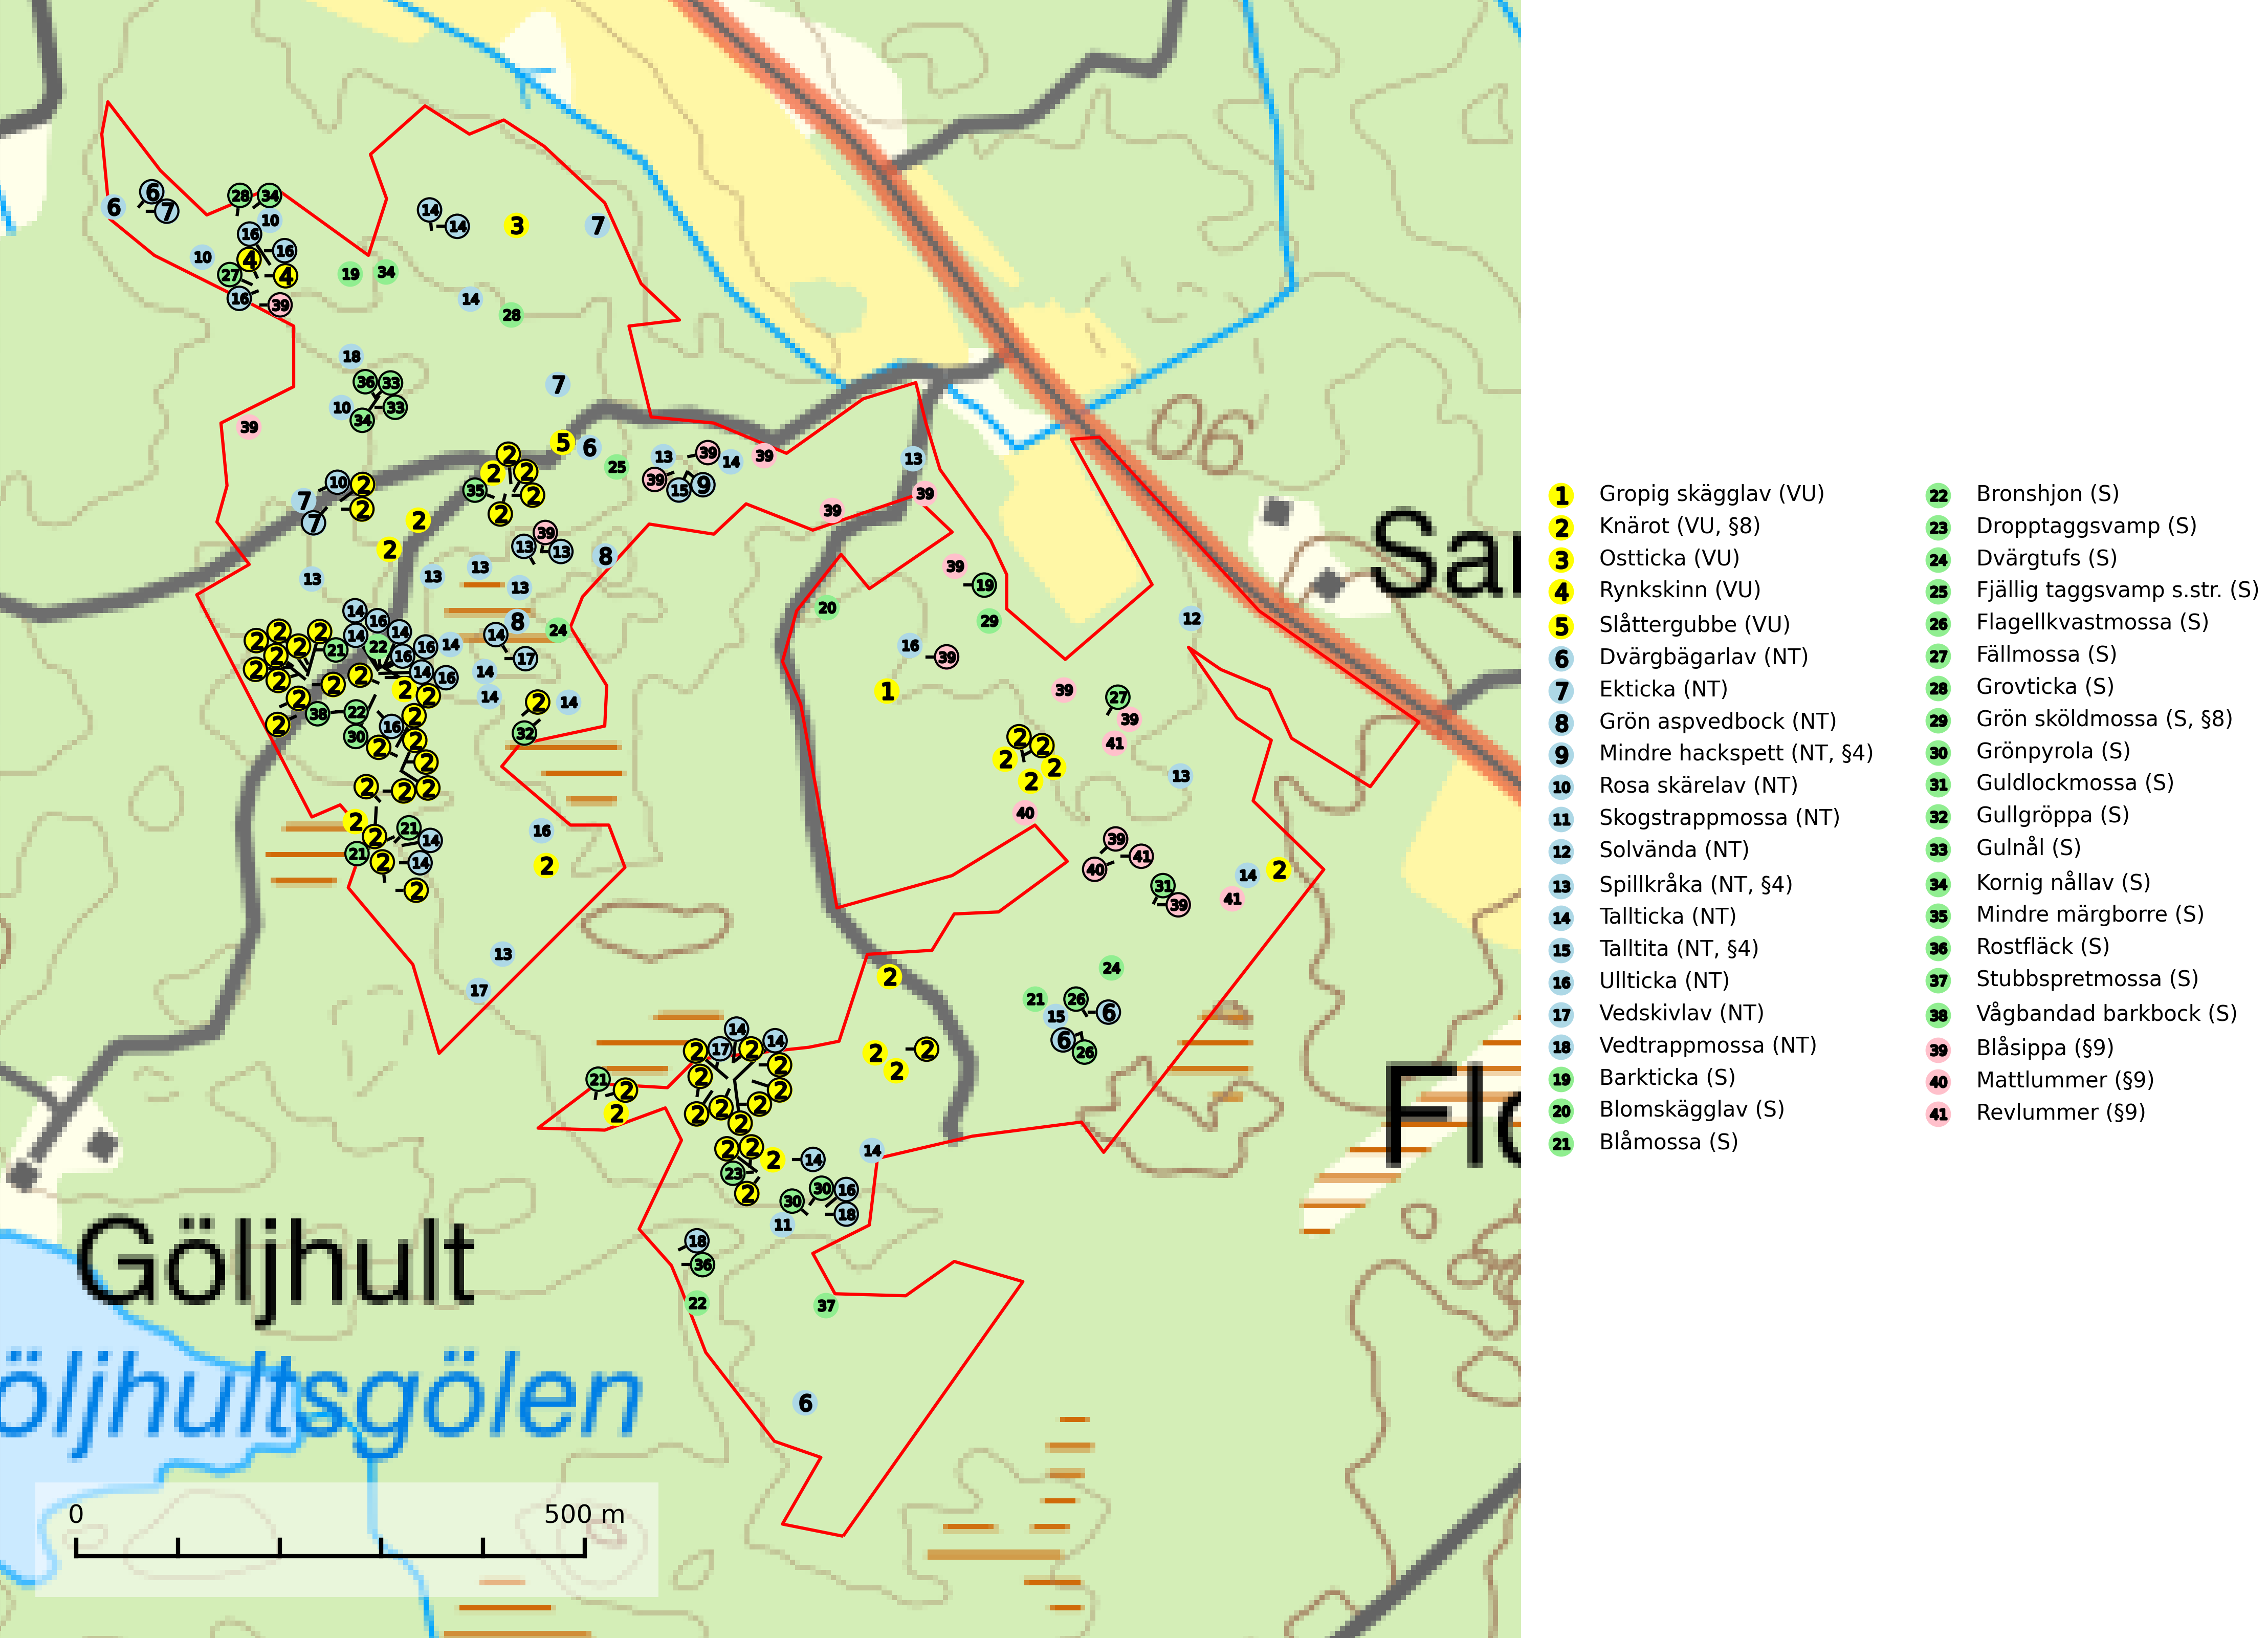 90
Sa
Flo
Göljhult
öljhultsgölen
0 500 m
1 Gropig skägglav (VU)
2 Knärot (VU, §8)
3 Ostticka (VU)
4 Rynkskinn (VU)
5 Slåttergubbe (VU)
6 Dvärgbägarlav (NT)
7 Ekticka (NT)
8 Grön aspvedbock (NT)
9 Mindre hackspett (NT, §4)
10 Rosa skärelav (NT)
11 Skogstrappmossa (NT)
12 Solvända (NT)
13 Spillkråka (NT, §4)
14 Tallticka (NT)
15 Talltita (NT, §4)
16 Ullticka (NT)
17 Vedskivlav (NT)
18 Vedtrappmossa (NT)
19 Barkticka (S)
20 Blomskägglav (S)
21 Blåmossa (S)
22 Bronshjon (S)
23 Dropptaggsvamp (S)
24 Dvärgtufs (S)
25 Fjällig taggsvamp s.str. (S)
26 Flagellkvastmossa (S)
27 Fällmossa (S)
28 Grovticka (S)
29 Grön sköldmossa (S, §8)
30 Grönpyrola (S)
31 Guldlockmossa (S)
32 Gullgröppa (S)
33 Gulnål (S)
34 Kornig nållav (S)
35 Mindre märgborre (S)
36 Rostfläck (S)
37 Stubbspretmossa (S)
38 Vågbandad barkbock (S)
39 Blåsippa (§9)
40 Mattlummer (§9)
41 Revlummer (§9)